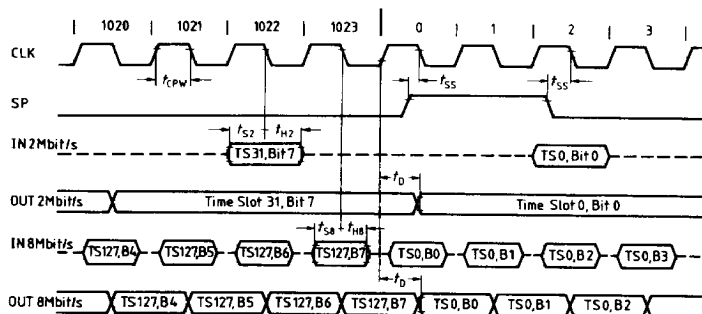 1020 1021 1022 1023 0 1 2 3
CLK
tCPW tSS tSS
SP
tS2 tH2
IN 2Mbit/s TS31, Bit 7 TS0, Bit 0
tD
OUT 2Mbit/s Time Slot 31, Bit 7 Time Slot 0, Bit 0
tS8 tH8
IN 8Mbit/s TS127,B4 TS127,B5 TS127,B6 TS127,B7 TS0,B0 TS0,B1 TS0,B2 TS0,B3
tD
OUT 8Mbit/s TS127,B4 TS127,B5 TS127,B6 TS127,B7 TS0,B0 TS0,B1 TS0,B2